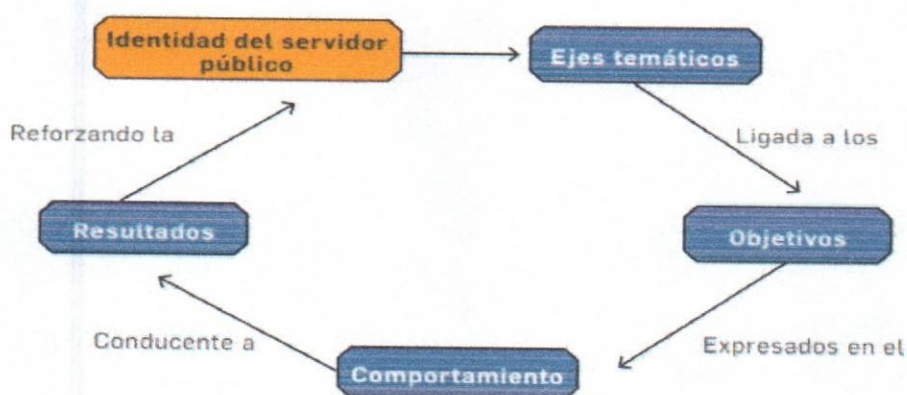 Identidad del servidor
público
Ejes temáticos
Reforzando la
Ligada a los
Resultados
Objetivos
Conducente a
Expresados en el
Comportamiento